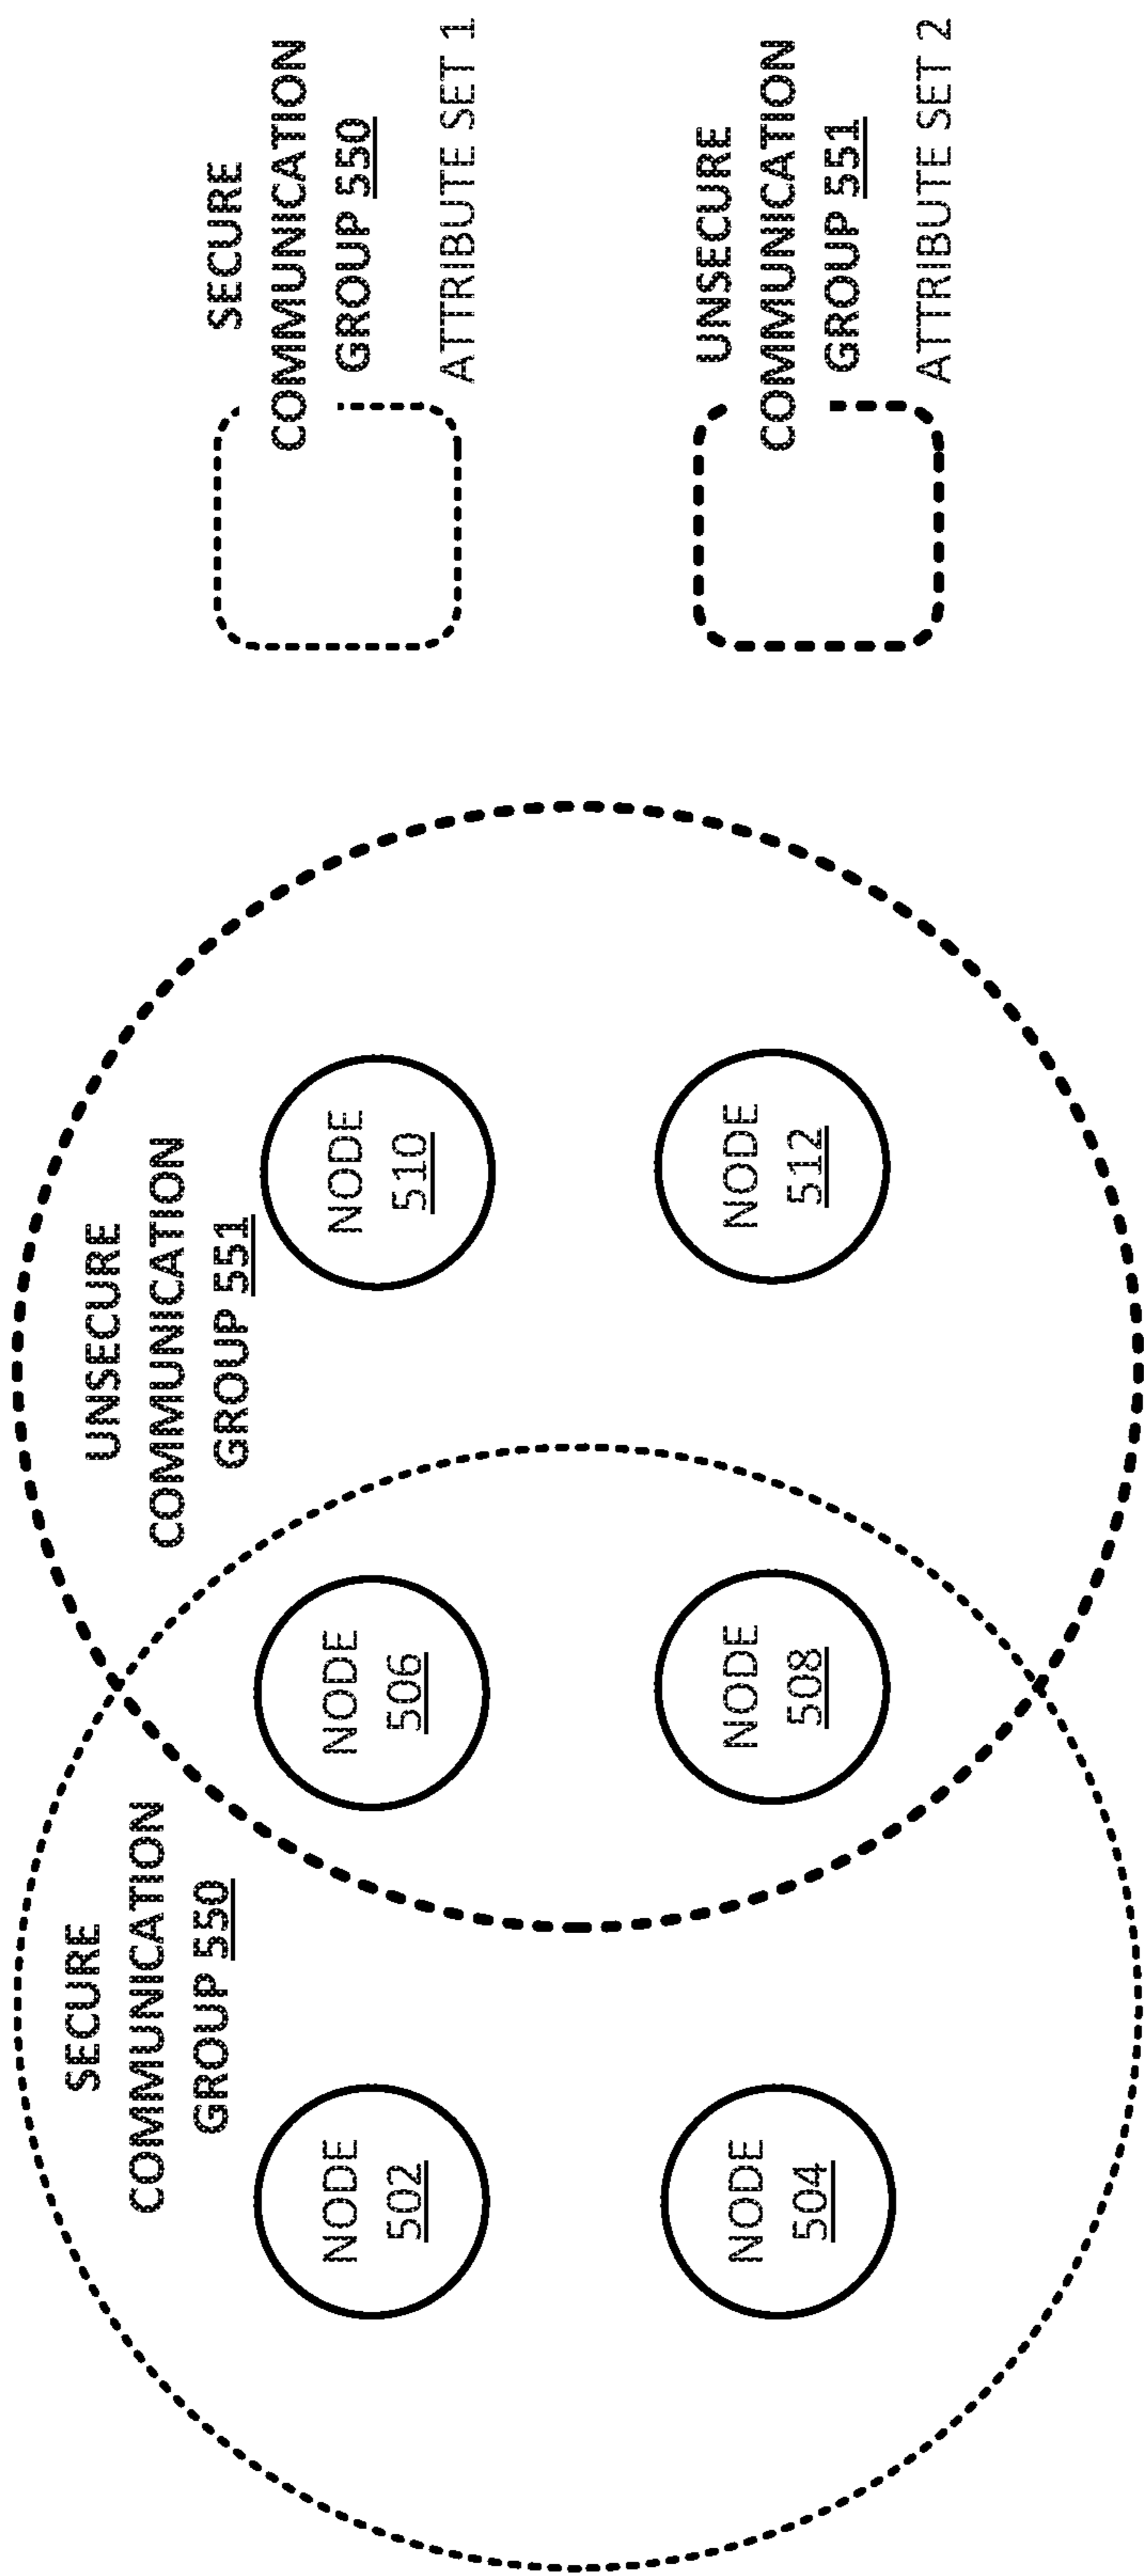 SECURE
COMMUNICATION
GROUP 550
UNSECURE
COMMUNICATION
GROUP 551
NODE
502
NODE
506
NODE
510
NODE
504
NODE
508
NODE
512
SECURE
COMMUNICATION
GROUP 550
ATTRIBUTE SET 1
UNSECURE
COMMUNICATION
GROUP 551
ATTRIBUTE SET 2